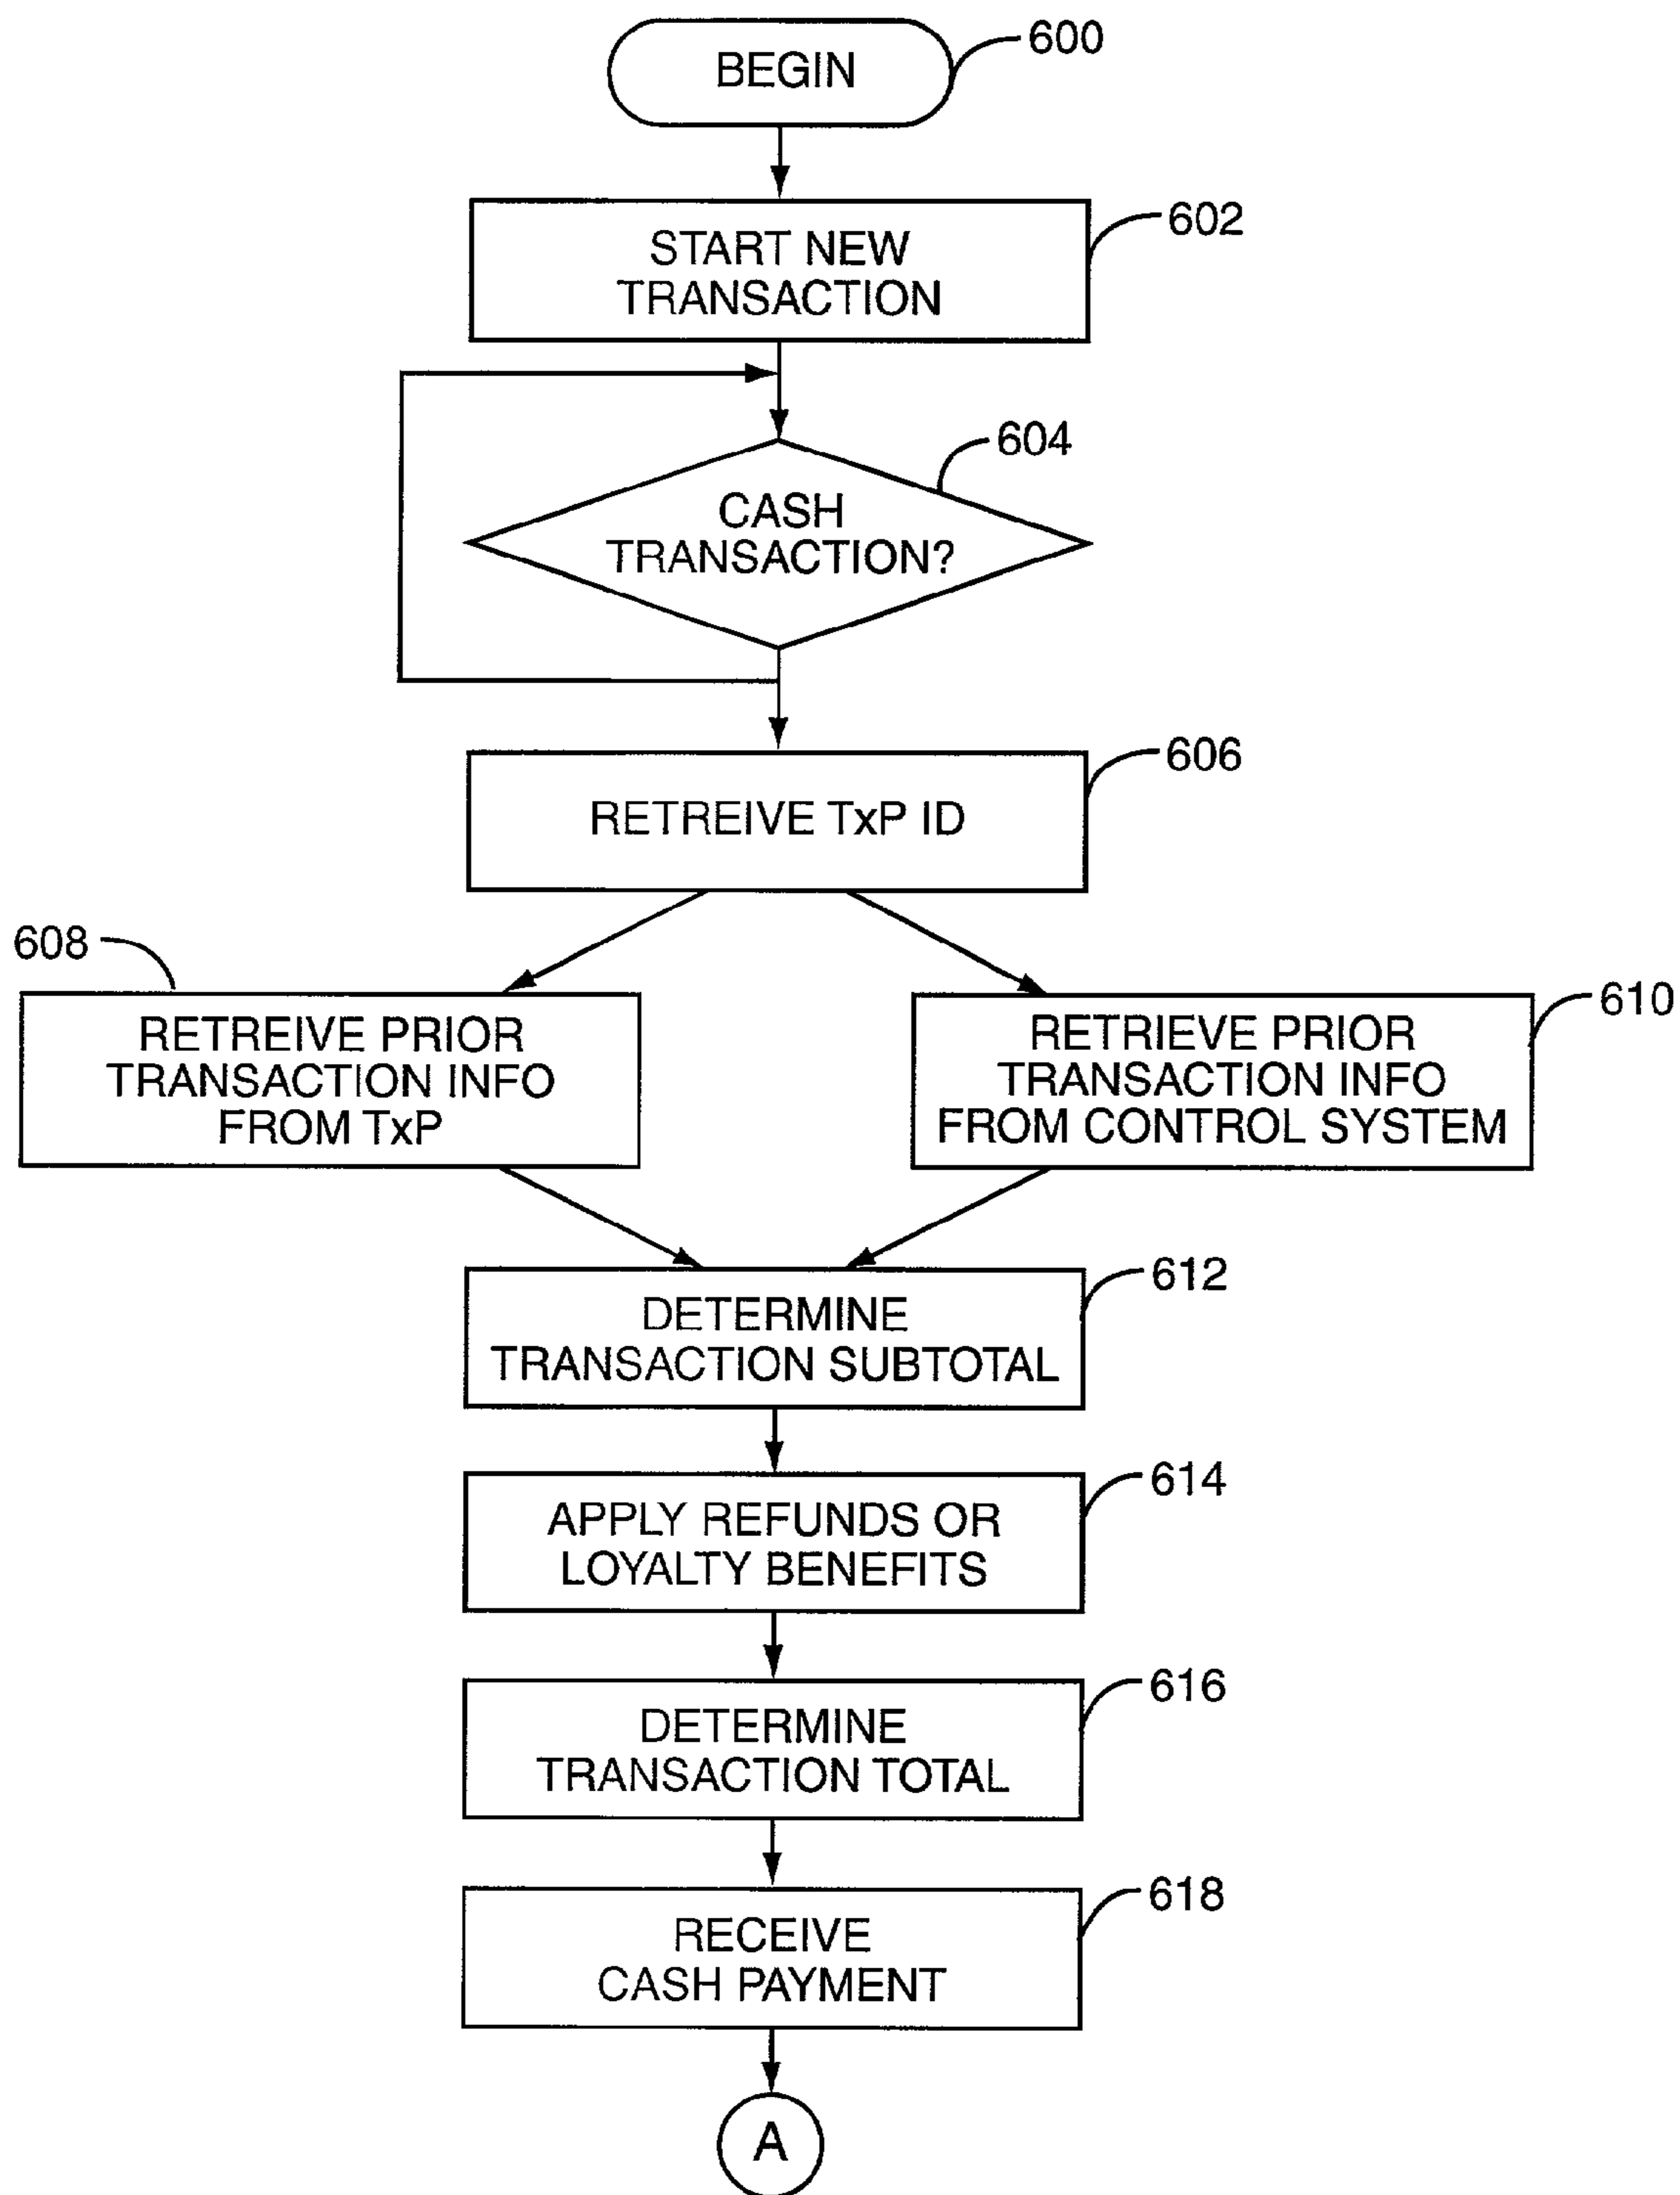 BEGIN
600
START NEW
TRANSACTION
602
CASH
TRANSACTION?
604
RETREIVE TxP ID
606
608
RETREIVE PRIOR
TRANSACTION INFO
FROM TxP
RETRIEVE PRIOR
TRANSACTION INFO
FROM CONTROL SYSTEM
610
DETERMINE
TRANSACTION SUBTOTAL
612
APPLY REFUNDS OR
LOYALTY BENEFITS
614
DETERMINE
TRANSACTION TOTAL
616
RECEIVE
CASH PAYMENT
618
A